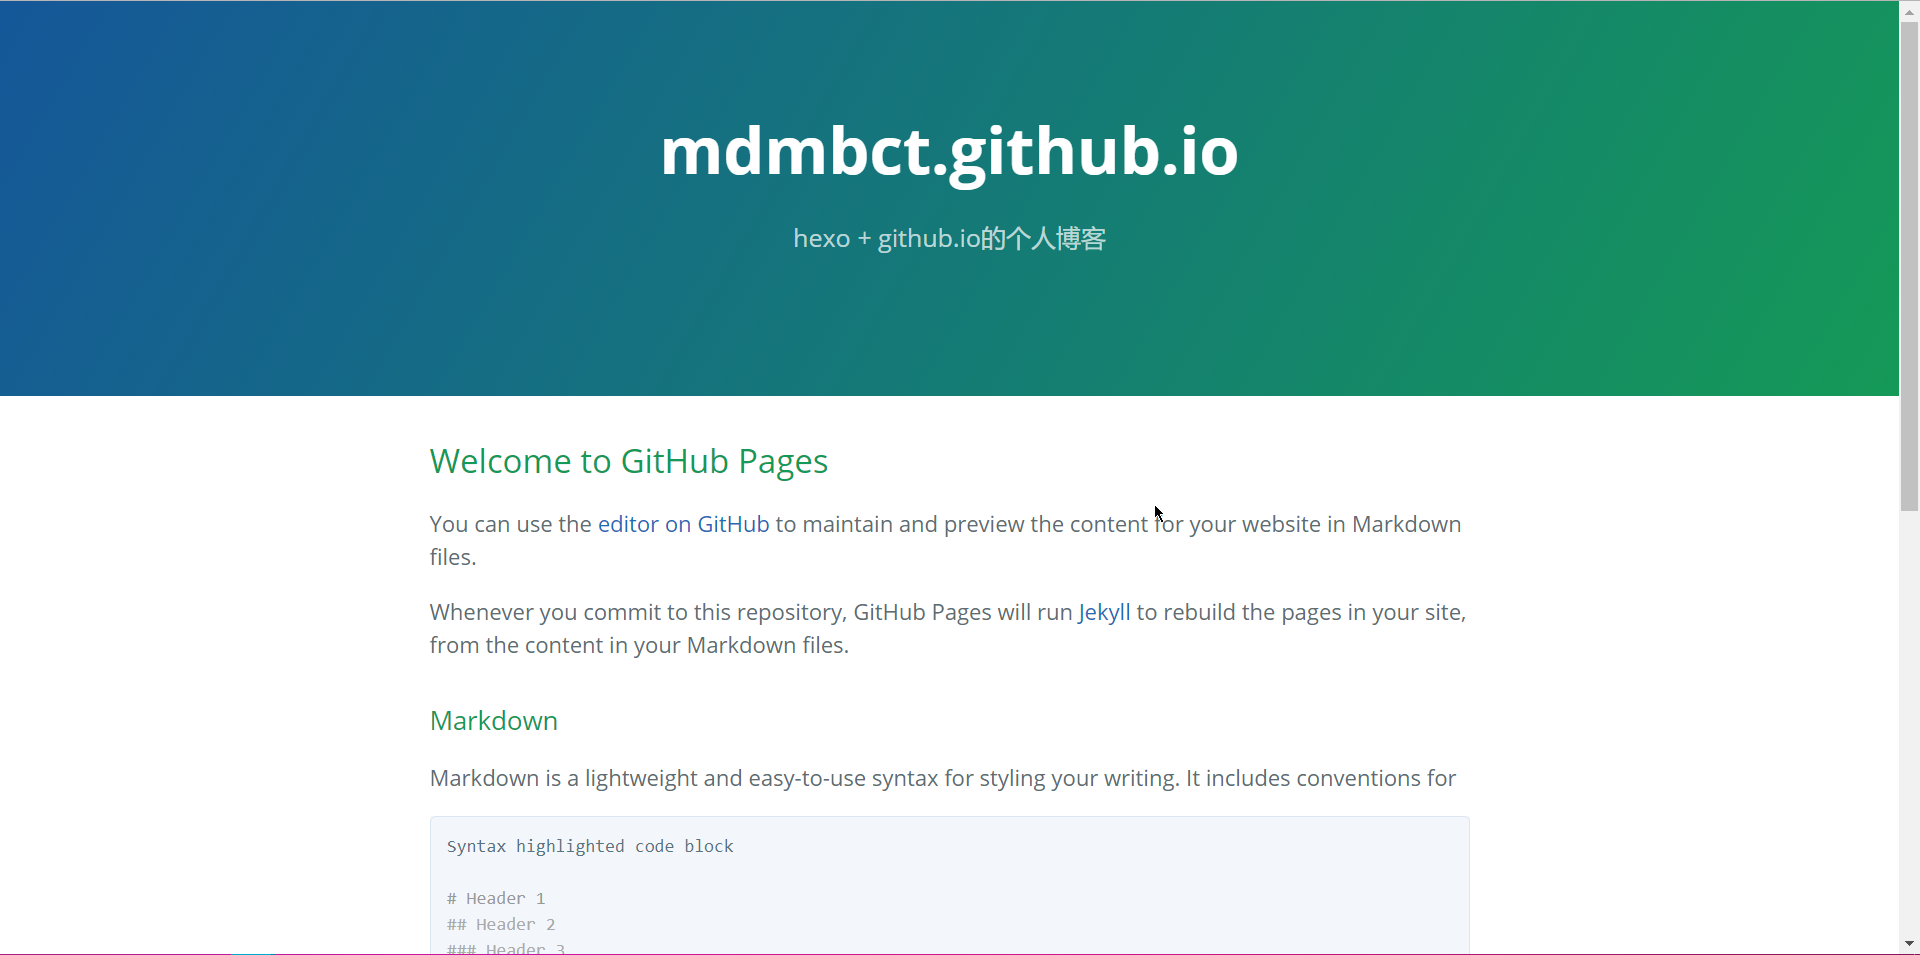 mdmbct.github.io
hexo + github.io的个人博客
Welcome to GitHub Pages
You can use the editor on GitHub to maintain and preview the content for your website in Markdown
files.
Whenever you commit to this repository, GitHub Pages will run Jekyll to rebuild the pages in your site,
from the content in your Markdown files.
Markdown
Markdown is a lightweight and easy-to-use syntax for styling your writing. It includes conventions for
Syntax highlighted code block
# Header 1
## Header 2
### Header 3